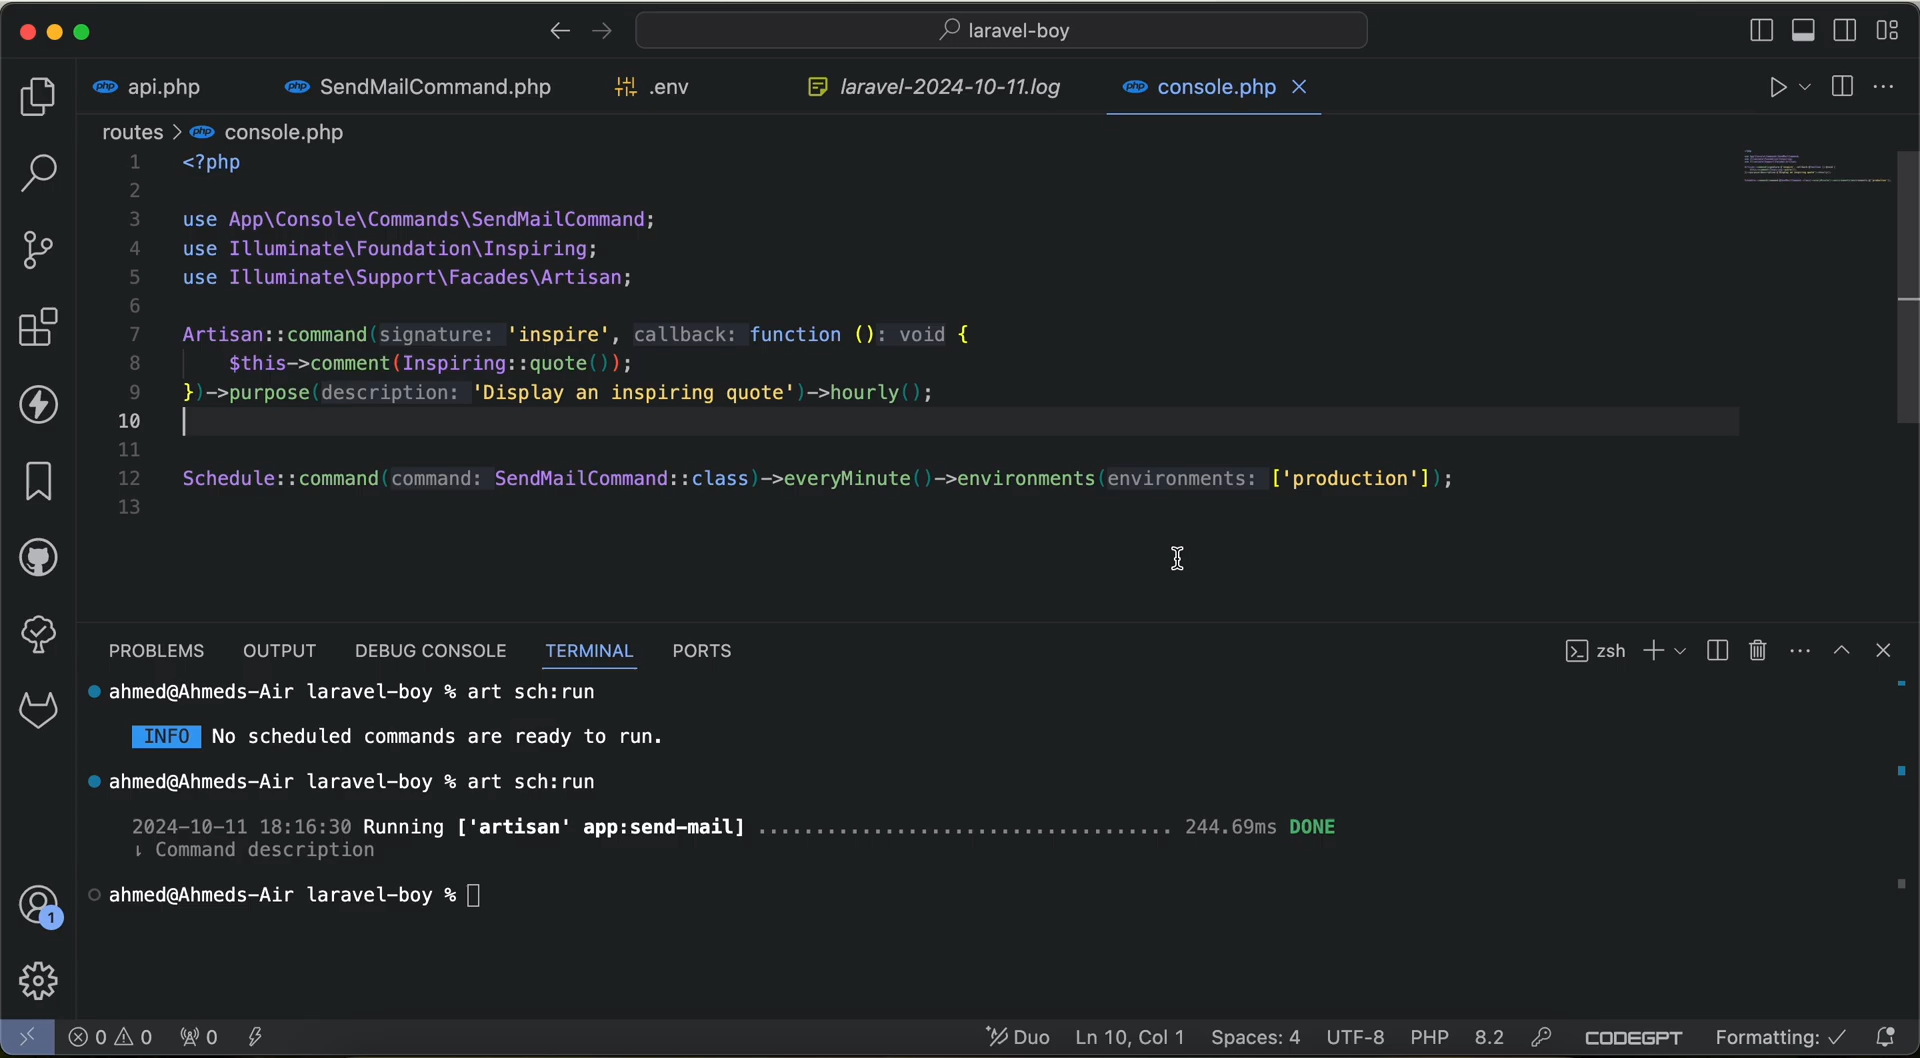 laravel-boy
php api.php
php SendMailCommand.php
.env
laravel-2024-10-11.log
php console.php
routes > php console.php
1 <?php
2
3 use App\Console\Commands\SendMailCommand;
4 use Illuminate\Foundation\Inspiring;
5 use Illuminate\Support\Facades\Artisan;
6
7 Artisan::command(signature: 'inspire', callback: function (): void {
8 $this->comment(Inspiring::quote());
9 })->purpose(description: 'Display an inspiring quote')->hourly();
10
11
12 Schedule::command(command: SendMailCommand::class)->everyMinute()->environments(environments: ['production']);
13
PROBLEMS OUTPUT DEBUG CONSOLE TERMINAL PORTS zsh
ahmed@Ahmeds-Air laravel-boy % art sch:run
INFO No scheduled commands are ready to run.
ahmed@Ahmeds-Air laravel-boy % art sch:run
2024-10-11 18:16:30 Running ['artisan' app:send-mail] .................................... 244.69ms DONE
↓ Command description
ahmed@Ahmeds-Air laravel-boy %
1
0 0 0 Duo Ln 10, Col 1 Spaces: 4 UTF-8 PHP 8.2 CODEGPT Formatting: ✓